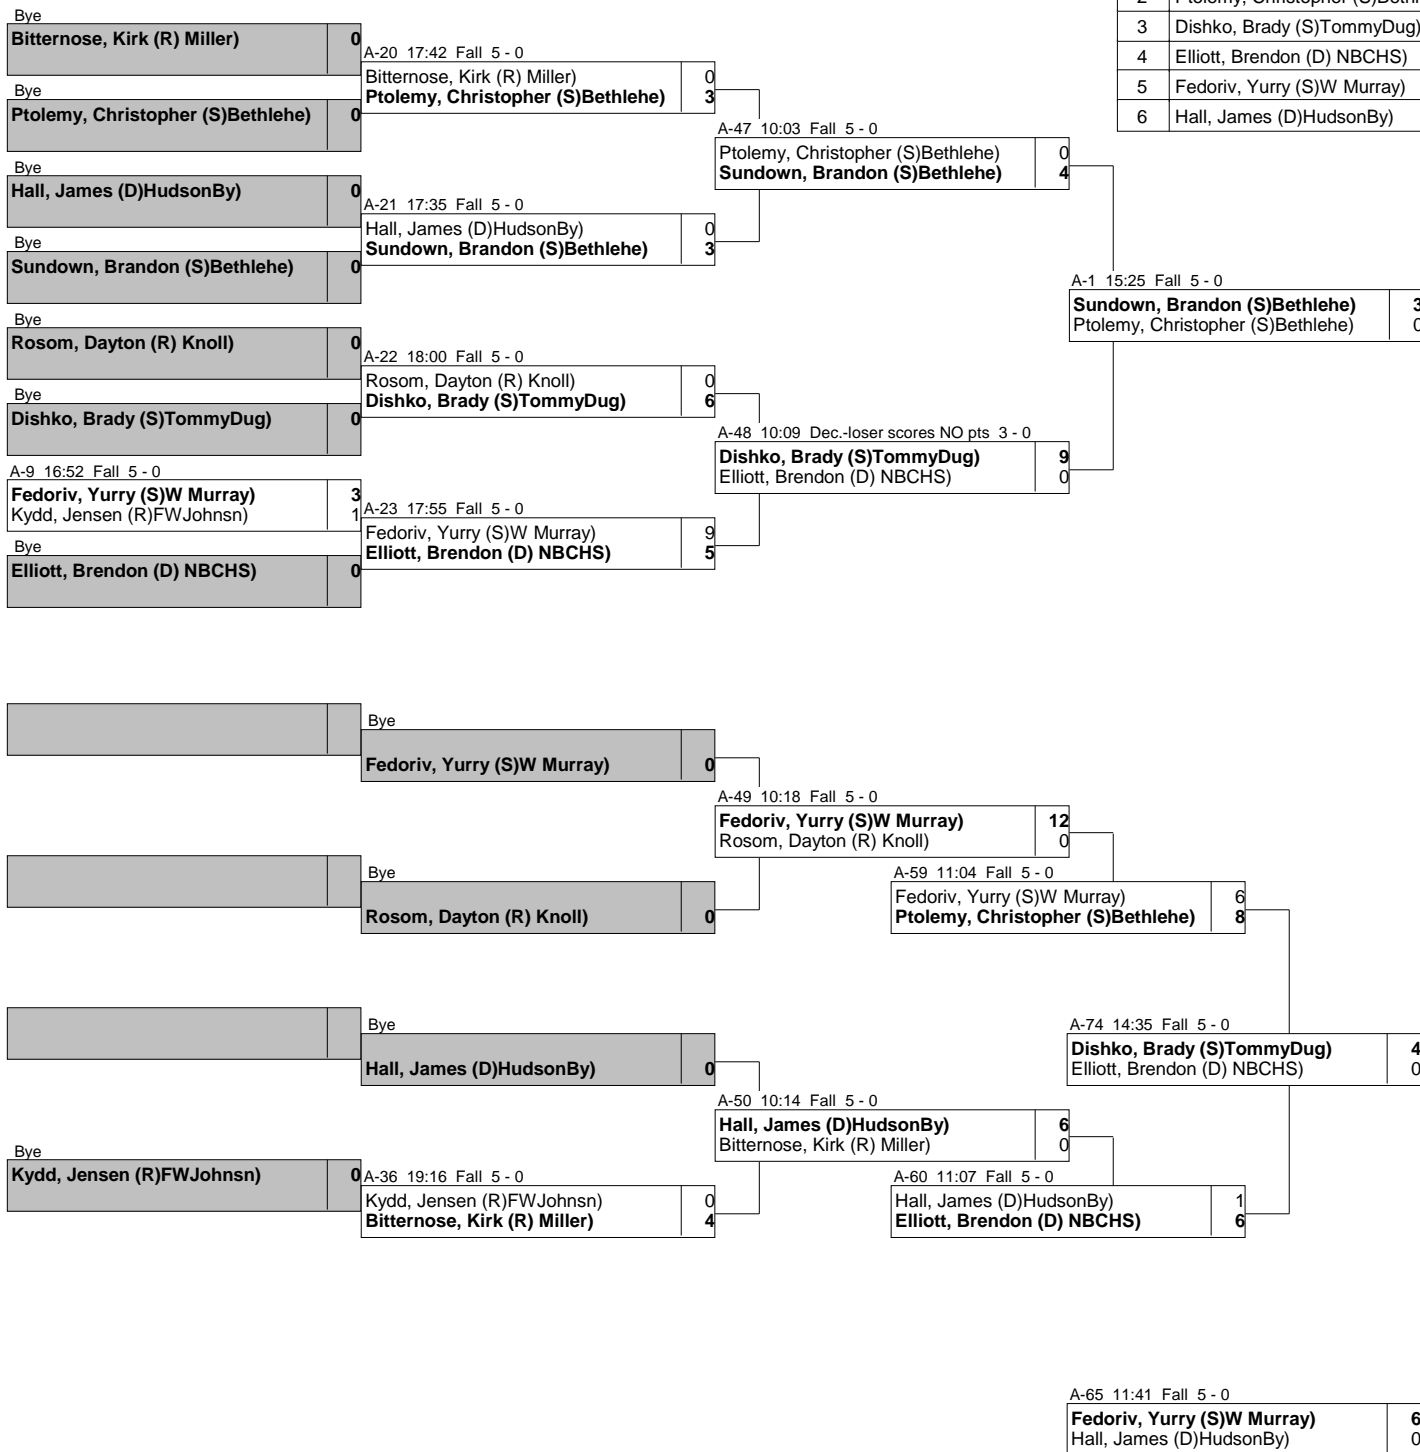 2 Ptolemy, Christopher (S)Bethlehe)
3 Dishko, Brady (S)TommyDug)
4 Elliott, Brendon (D) NBCHS)
5 Fedoriv, Yurry (S)W Murray)
6 Hall, James (D)HudsonBy)
Bye
Bitternose, Kirk (R) Miller) 0
Bye
Ptolemy, Christopher (S)Bethlehe) 0
Bye
Hall, James (D)HudsonBy) 0
Bye
Sundown, Brandon (S)Bethlehe) 0
Bye
Rosom, Dayton (R) Knoll) 0
Bye
Dishko, Brady (S)TommyDug) 0
A-9 16:52 Fall 5 - 0
Fedoriv, Yurry (S)W Murray) 3
Kydd, Jensen (R)FWJohnsn) 1
Bye
Elliott, Brendon (D) NBCHS) 0
A-20 17:42 Fall 5 - 0
Bitternose, Kirk (R) Miller) 0
Ptolemy, Christopher (S)Bethlehe) 3
A-21 17:35 Fall 5 - 0
Hall, James (D)HudsonBy) 0
Sundown, Brandon (S)Bethlehe) 3
A-22 18:00 Fall 5 - 0
Rosom, Dayton (R) Knoll) 0
Dishko, Brady (S)TommyDug) 6
A-23 17:55 Fall 5 - 0
Fedoriv, Yurry (S)W Murray) 9
Elliott, Brendon (D) NBCHS) 5
A-47 10:03 Fall 5 - 0
Ptolemy, Christopher (S)Bethlehe) 0
Sundown, Brandon (S)Bethlehe) 4
A-48 10:09 Dec.-loser scores NO pts 3 - 0
Dishko, Brady (S)TommyDug) 9
Elliott, Brendon (D) NBCHS) 0
A-1 15:25 Fall 5 - 0
Sundown, Brandon (S)Bethlehe) 3
Ptolemy, Christopher (S)Bethlehe) 0
Bye
Fedoriv, Yurry (S)W Murray) 0
Bye
Rosom, Dayton (R) Knoll) 0
Bye
Hall, James (D)HudsonBy) 0
Bye
Kydd, Jensen (R)FWJohnsn) 0
A-36 19:16 Fall 5 - 0
Kydd, Jensen (R)FWJohnsn) 0
Bitternose, Kirk (R) Miller) 4
A-49 10:18 Fall 5 - 0
Fedoriv, Yurry (S)W Murray) 12
Rosom, Dayton (R) Knoll) 0
A-50 10:14 Fall 5 - 0
Hall, James (D)HudsonBy) 6
Bitternose, Kirk (R) Miller) 0
A-59 11:04 Fall 5 - 0
Fedoriv, Yurry (S)W Murray) 6
Ptolemy, Christopher (S)Bethlehe) 8
A-60 11:07 Fall 5 - 0
Hall, James (D)HudsonBy) 1
Elliott, Brendon (D) NBCHS) 6
A-74 14:35 Fall 5 - 0
Dishko, Brady (S)TommyDug) 4
Elliott, Brendon (D) NBCHS) 0
A-65 11:41 Fall 5 - 0
Fedoriv, Yurry (S)W Murray) 6
Hall, James (D)HudsonBy) 0